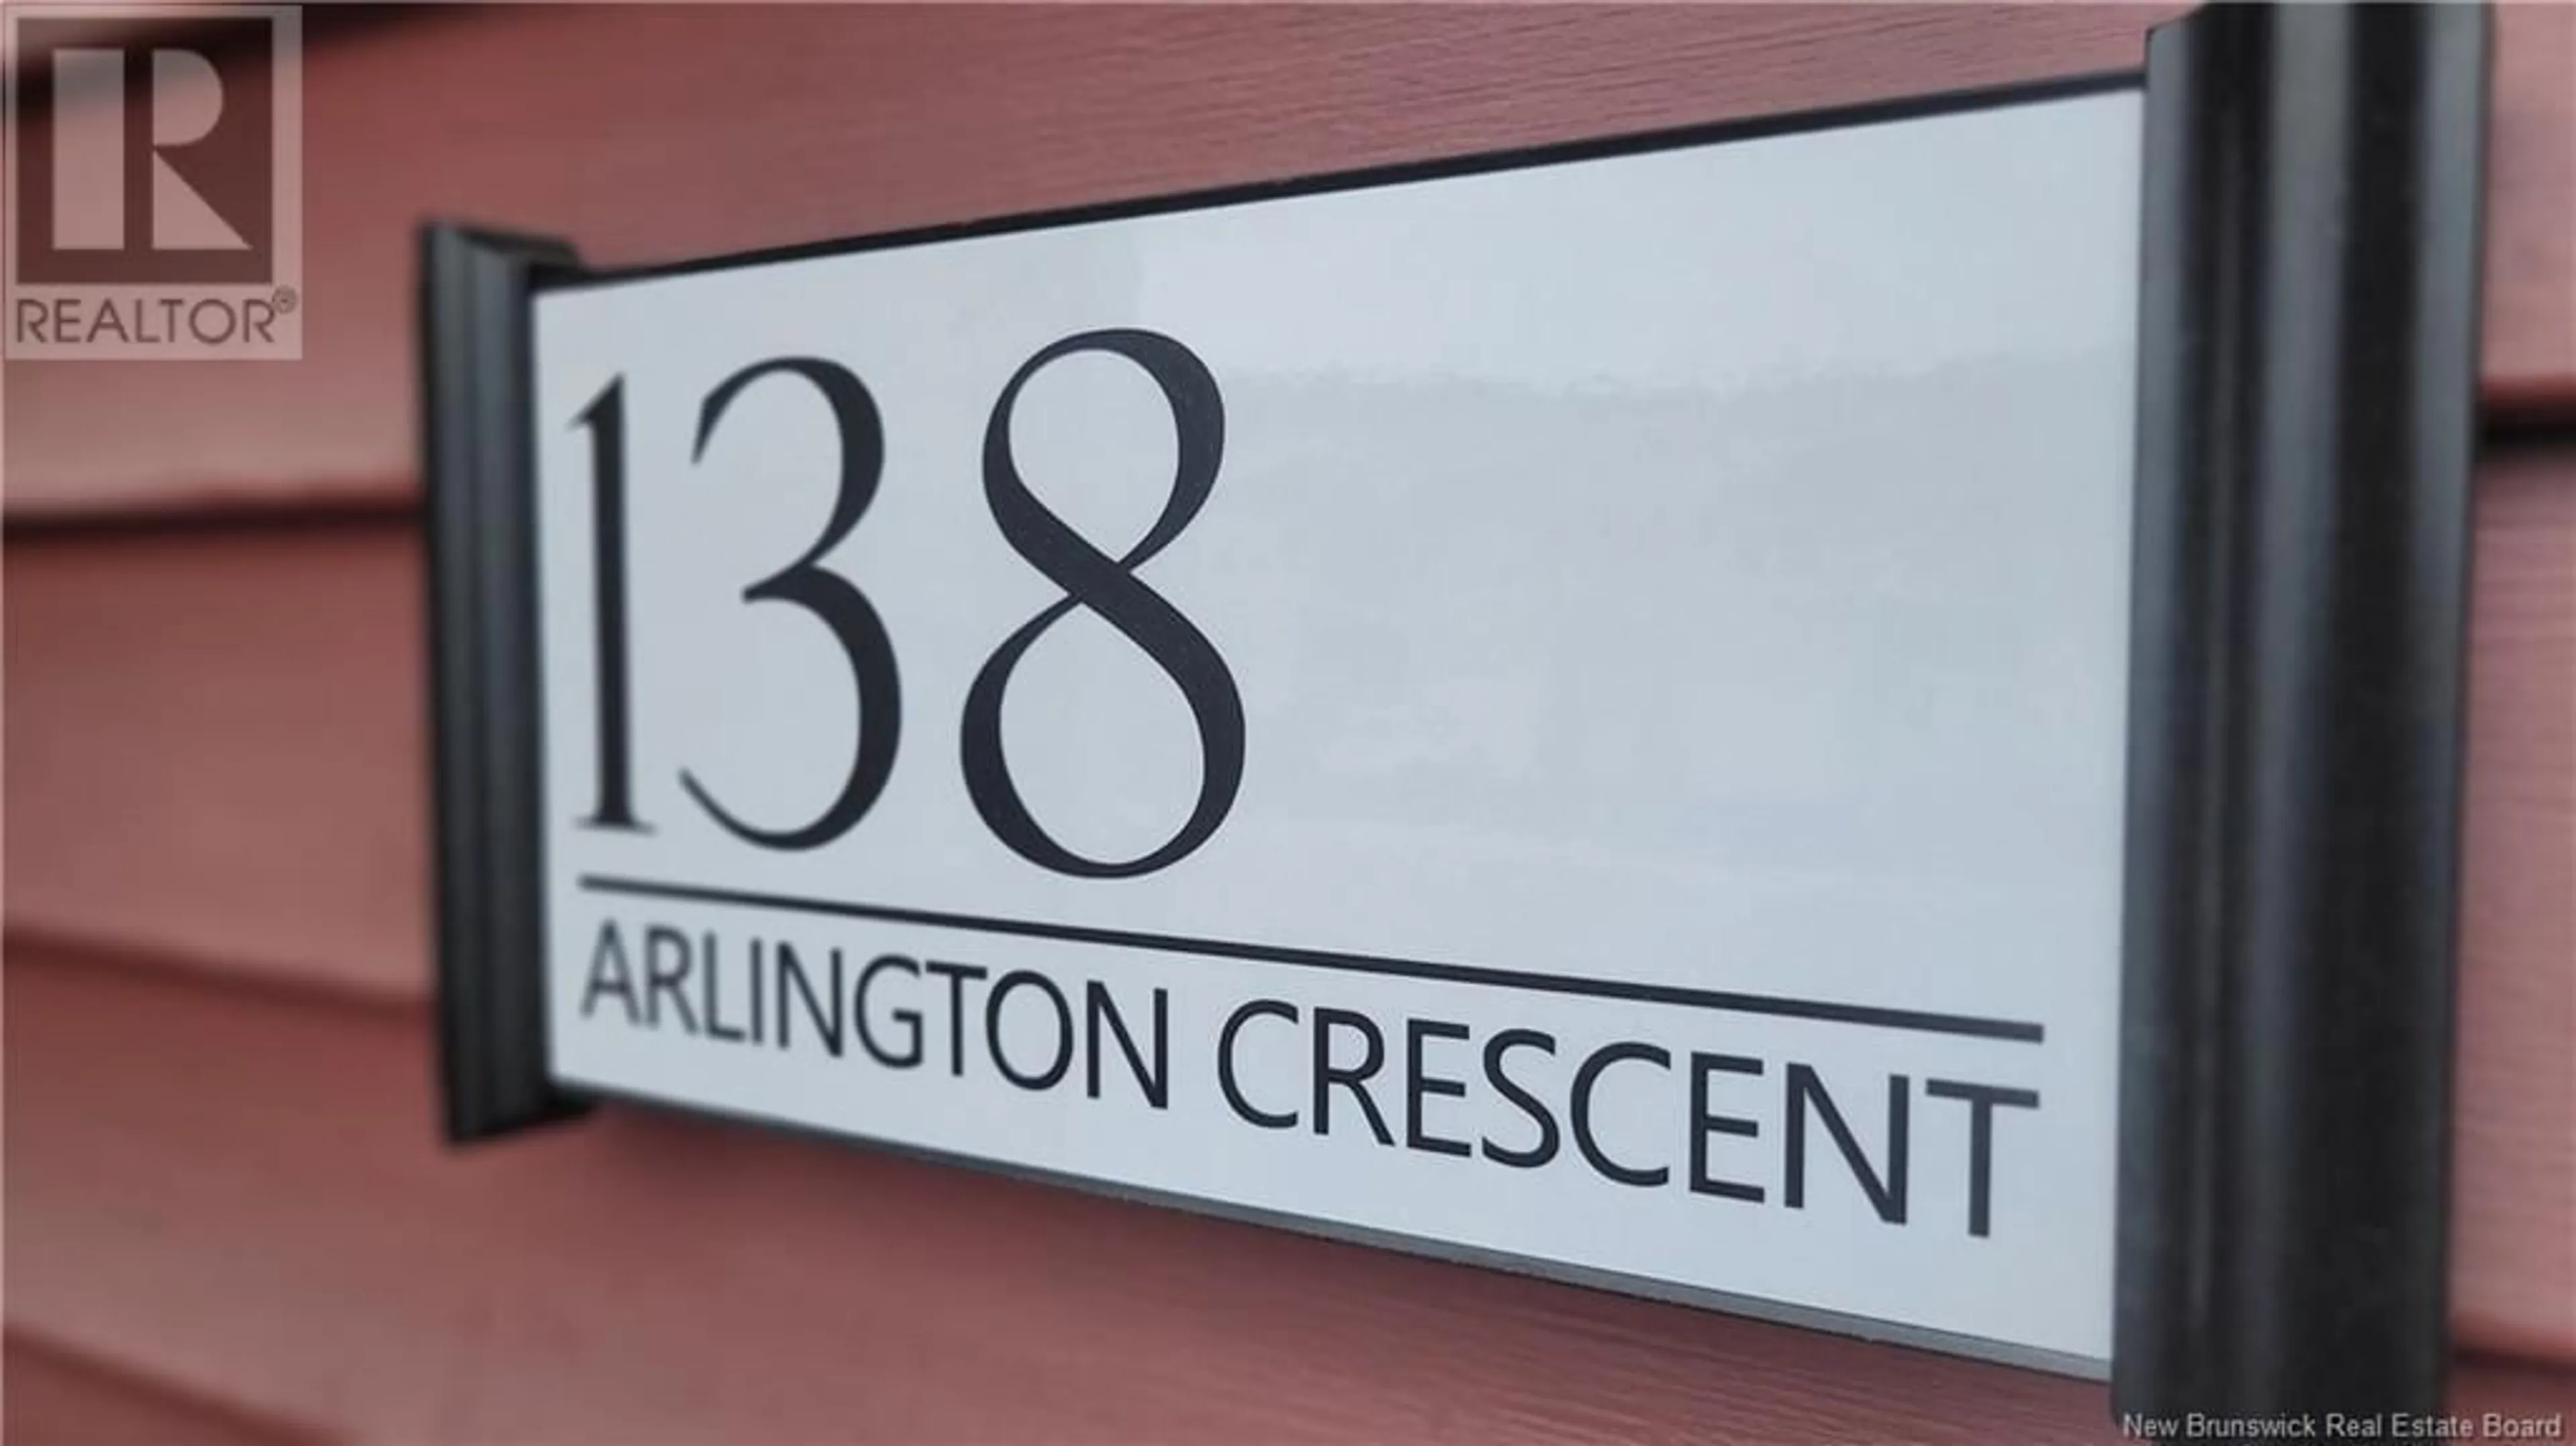 REALTOR®
138
ARLINGTON CRESCENT
New Brunswick Real Estate Board